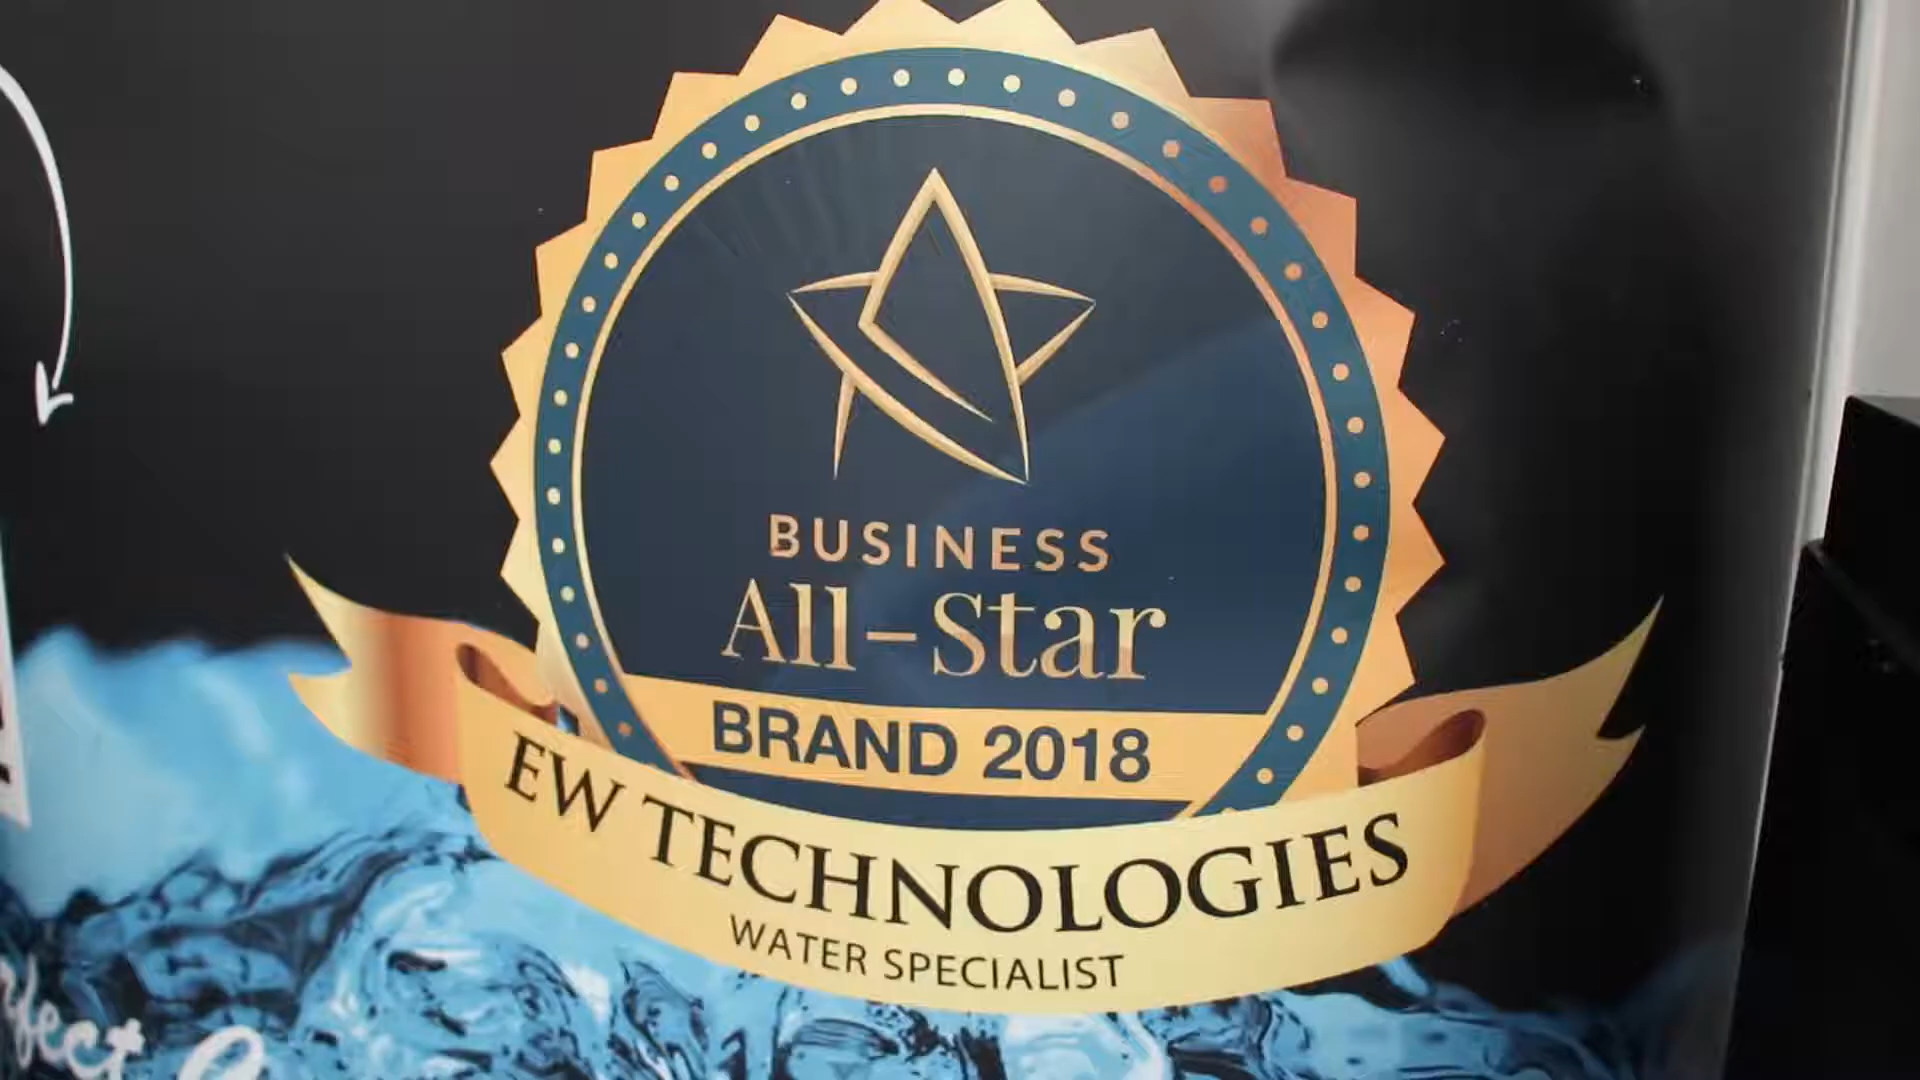 BUSINESS
All-Star
BRAND 2018
EW TECHNOLOGIES
WATER SPECIALIST